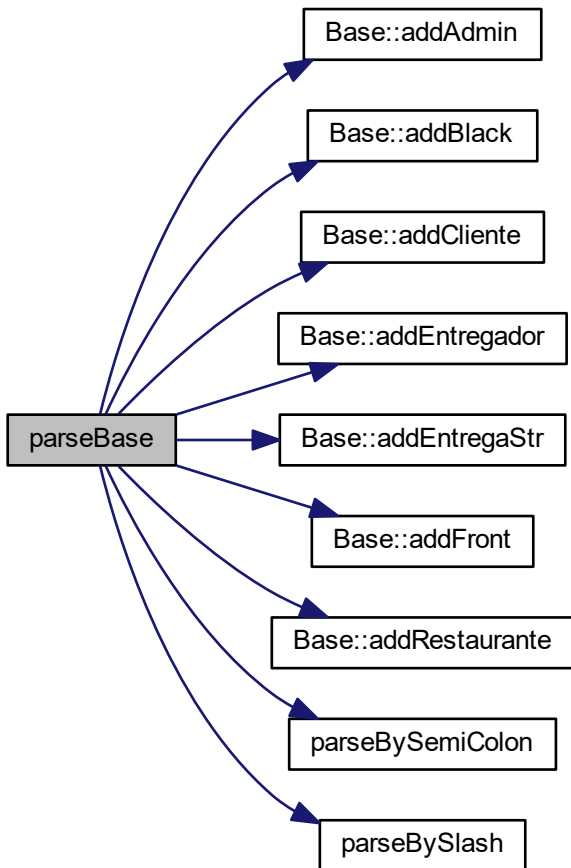 Base::addAdmin
Base::addBlack
Base::addCliente
Base::addEntregador
parseBase
Base::addEntregaStr
Base::addFront
Base::addRestaurante
parseBySemiColon
parseBySlash